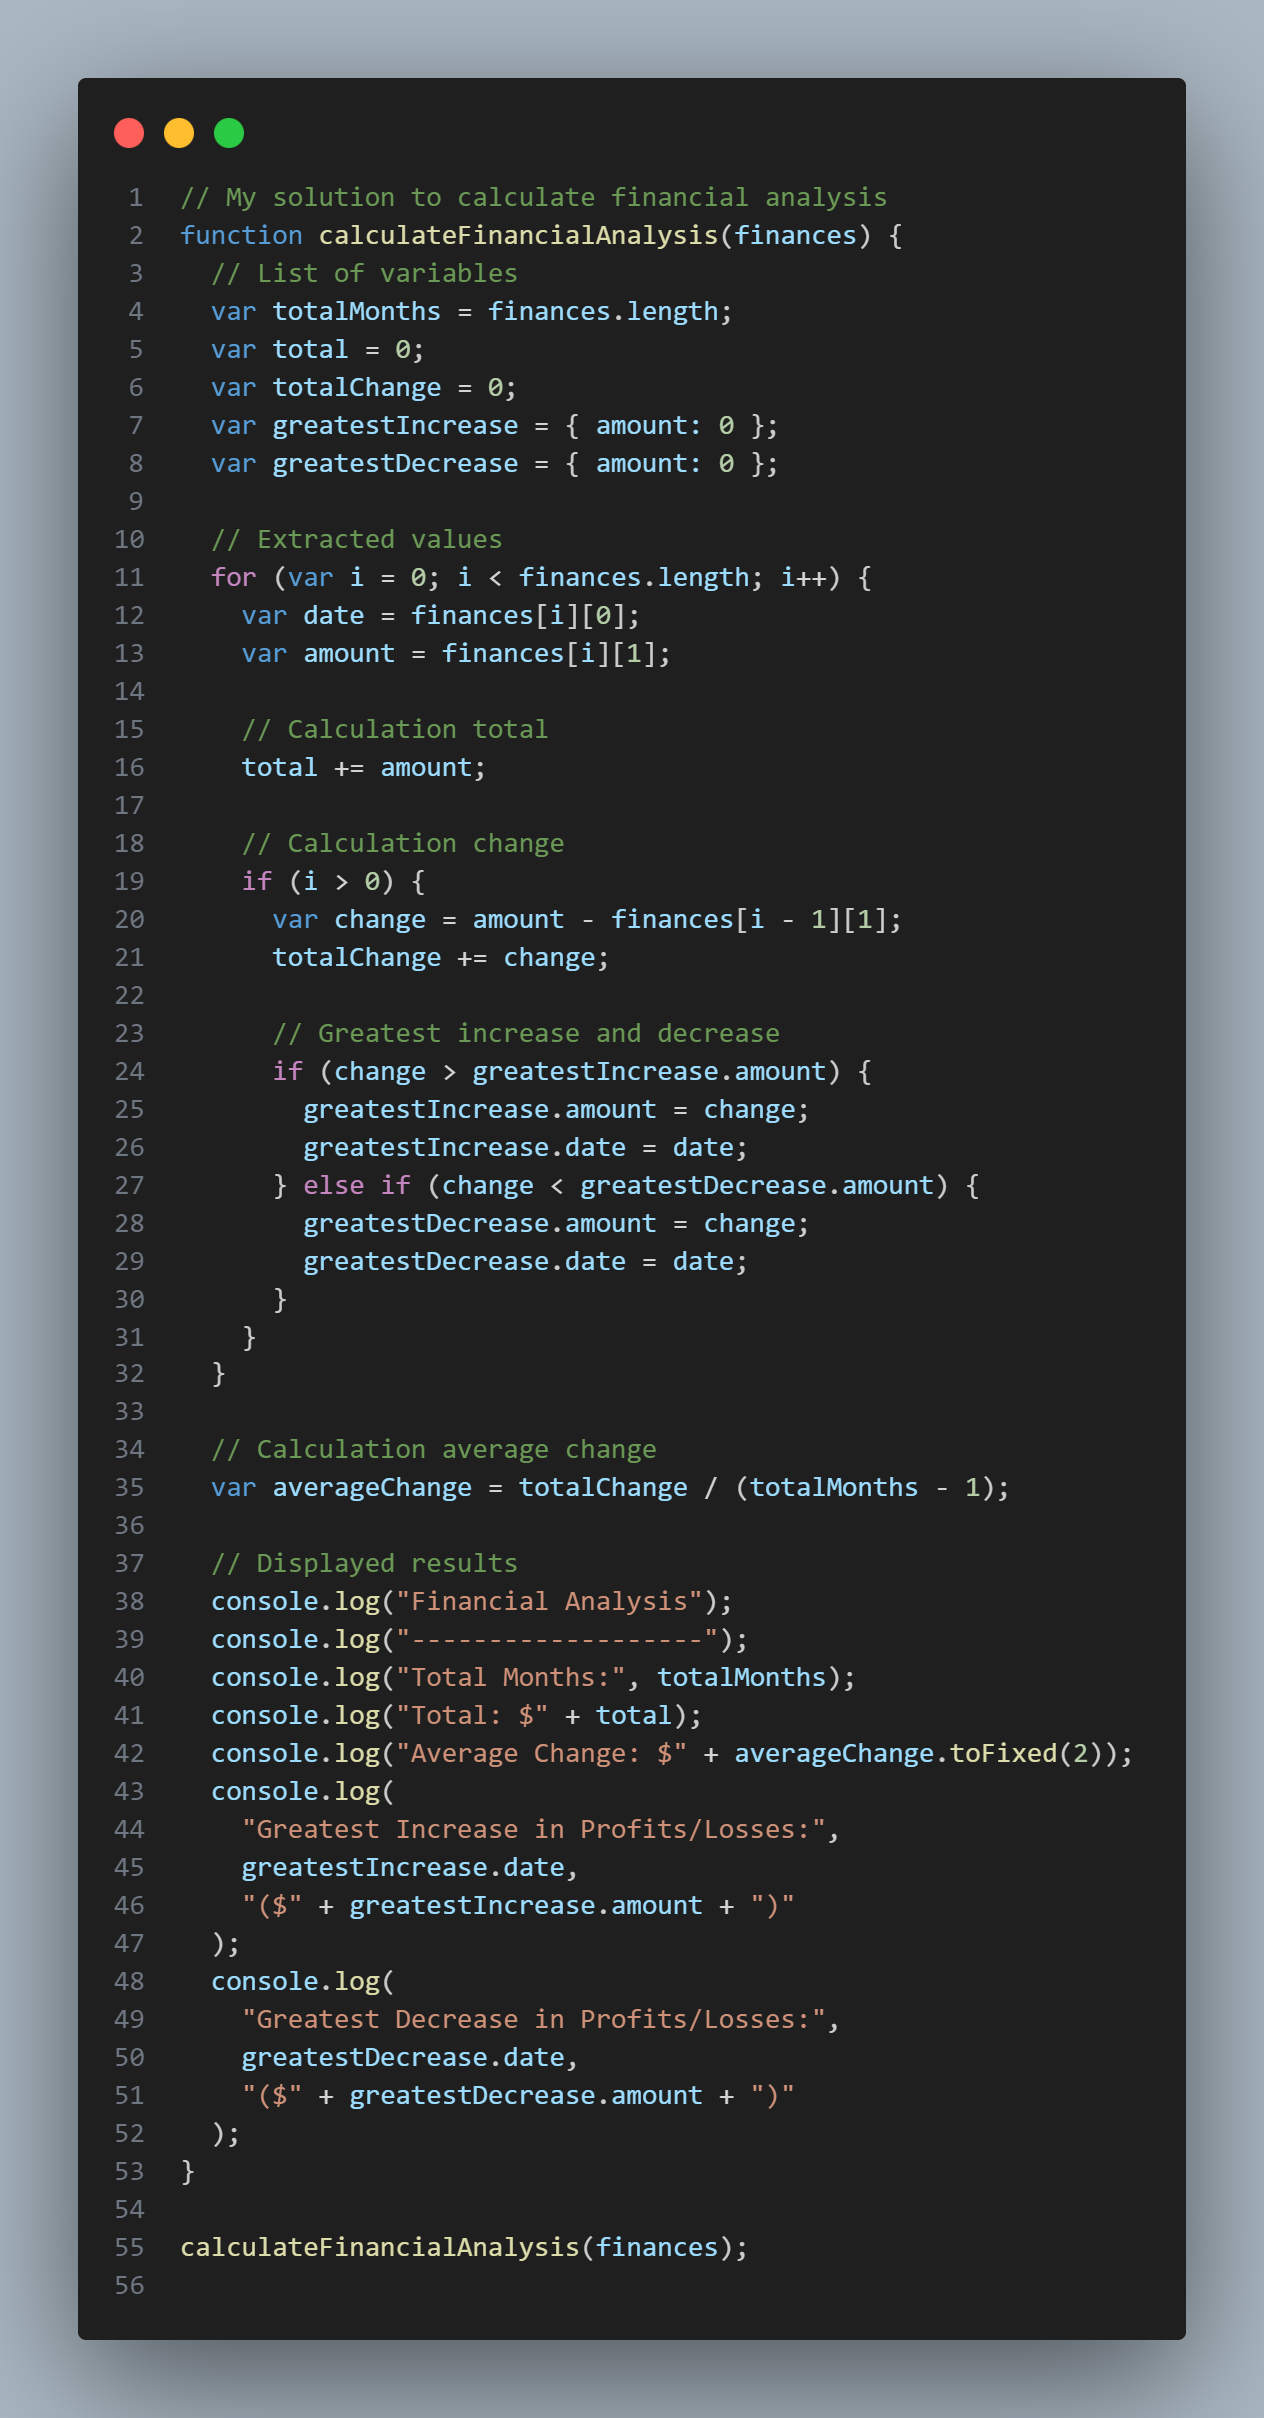 1 // My solution to calculate financial analysis
2 function calculateFinancialAnalysis(finances) {
3   // List of variables
4   var totalMonths = finances.length;
5   var total = 0;
6   var totalChange = 0;
7   var greatestIncrease = { amount: 0 };
8   var greatestDecrease = { amount: 0 };
9
10   // Extracted values
11   for (var i = 0; i < finances.length; i++) {
12     var date = finances[i][0];
13     var amount = finances[i][1];
14
15     // Calculation total
16     total += amount;
17
18     // Calculation change
19     if (i > 0) {
20       var change = amount - finances[i - 1][1];
21       totalChange += change;
22
23       // Greatest increase and decrease
24       if (change > greatestIncrease.amount) {
25         greatestIncrease.amount = change;
26         greatestIncrease.date = date;
27       } else if (change < greatestDecrease.amount) {
28         greatestDecrease.amount = change;
29         greatestDecrease.date = date;
30       }
31     }
32   }
33
34   // Calculation average change
35   var averageChange = totalChange / (totalMonths - 1);
36
37   // Displayed results
38   console.log("Financial Analysis");
39   console.log("-------------------");
40   console.log("Total Months:", totalMonths);
41   console.log("Total: $" + total);
42   console.log("Average Change: $" + averageChange.toFixed(2));
43   console.log(
44     "Greatest Increase in Profits/Losses:",
45     greatestIncrease.date,
46     "($" + greatestIncrease.amount + ")"
47   );
48   console.log(
49     "Greatest Decrease in Profits/Losses:",
50     greatestDecrease.date,
51     "($" + greatestDecrease.amount + ")"
52   );
53 }
54
55 calculateFinancialAnalysis(finances);
56